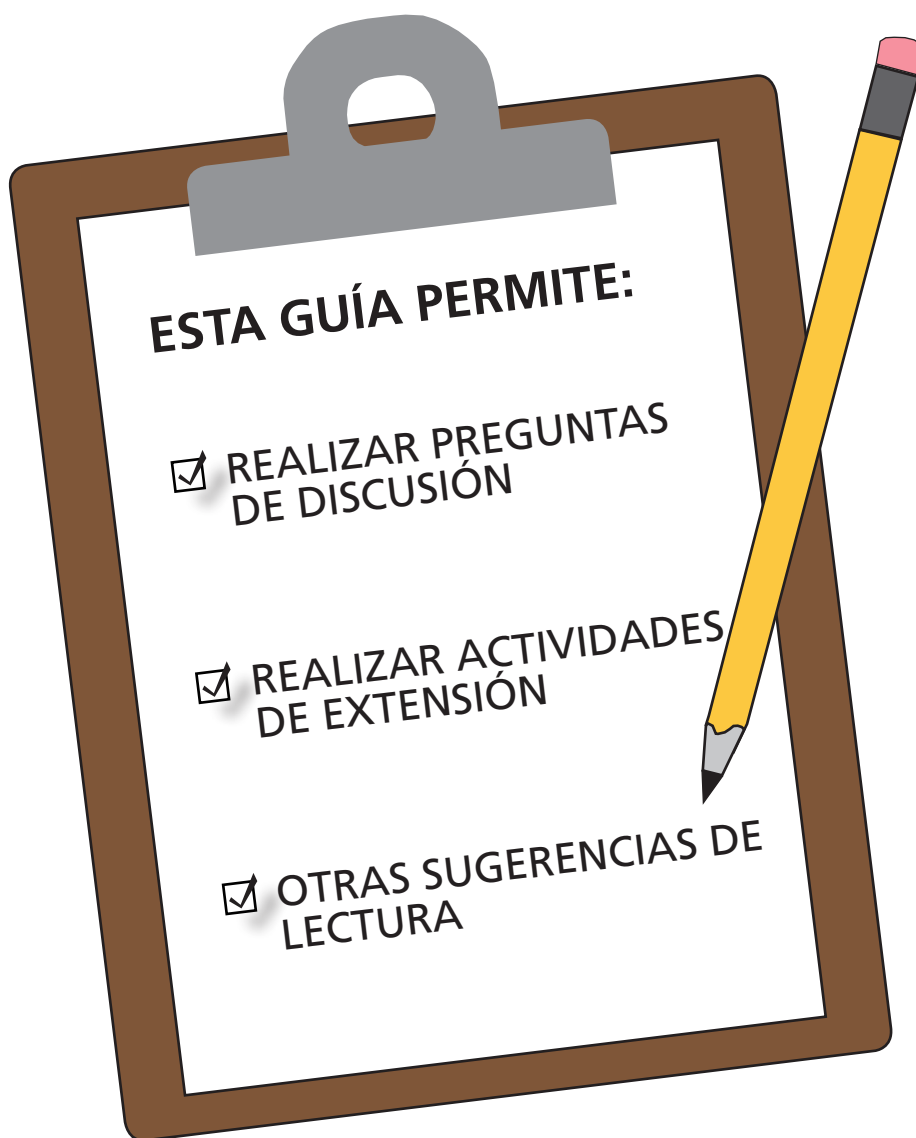 ESTA GUÍA PERMITE:
REALIZAR PREGUNTAS
DE DISCUSIÓN
REALIZAR ACTIVIDADES
DE EXTENSIÓN
OTRAS SUGERENCIAS DE
LECTURA